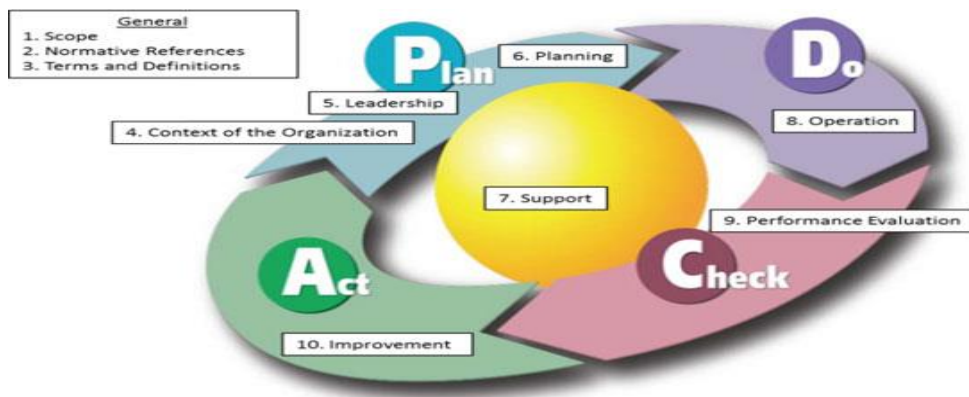 General
1. Scope
2. Normative References
3. Terms and Definitions
Plan
6. Planning
5. Leadership
4. Context of the Organization
Do
8. Operation
7. Support
9. Performance Evaluation
Check
Act
10. Improvement